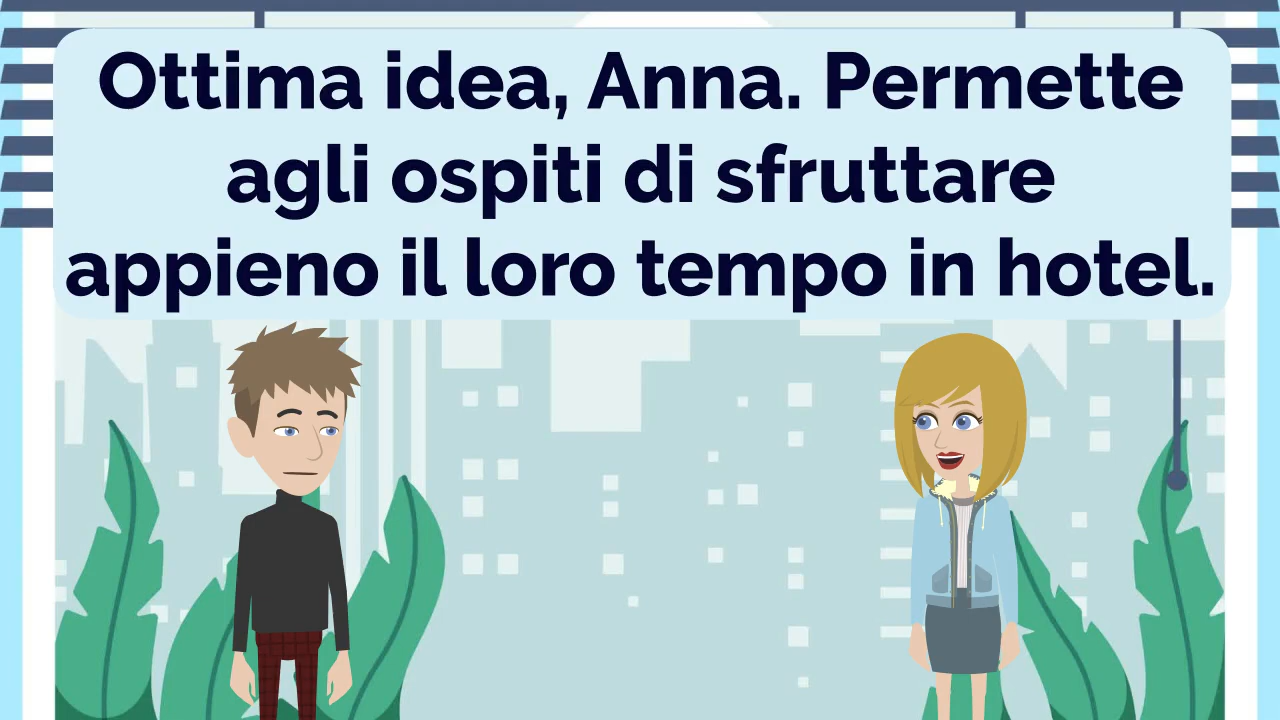 Ottima idea, Anna. Permette
agli ospiti di sfruttare
appieno il loro tempo in hotel.